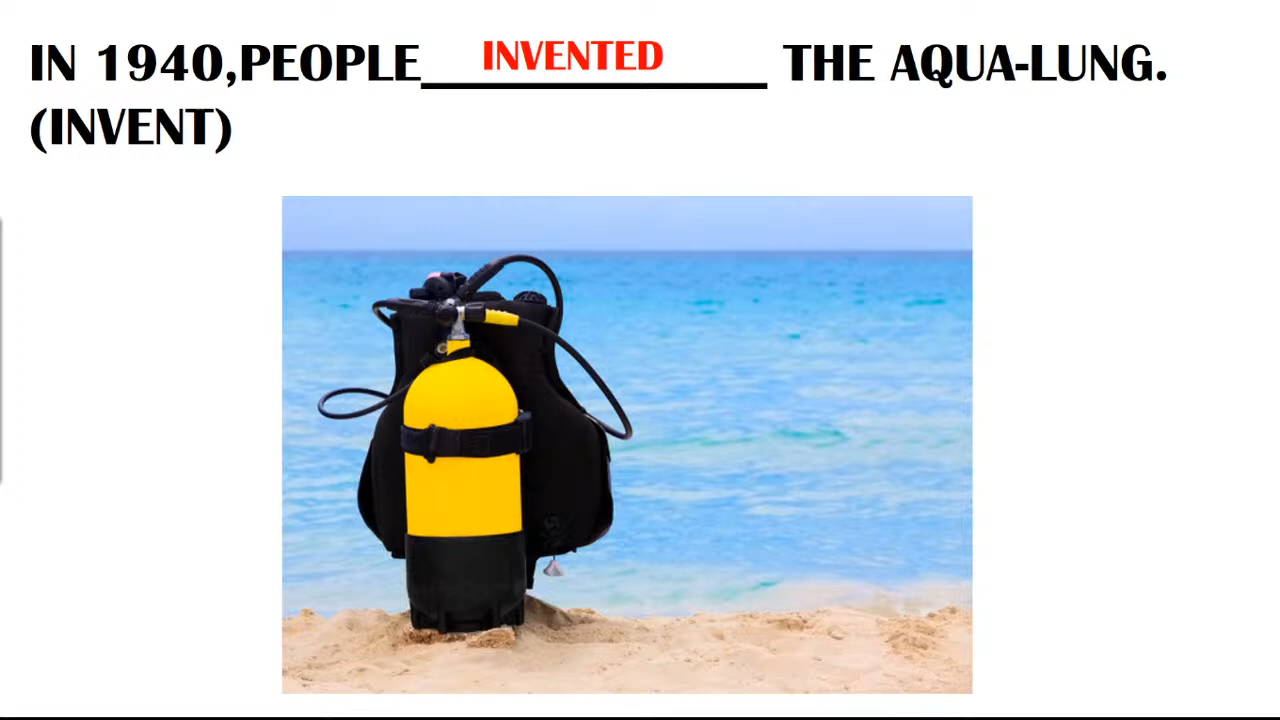 IN 1940,PEOPLE INVENTED THE AQUA-LUNG.
(INVENT)